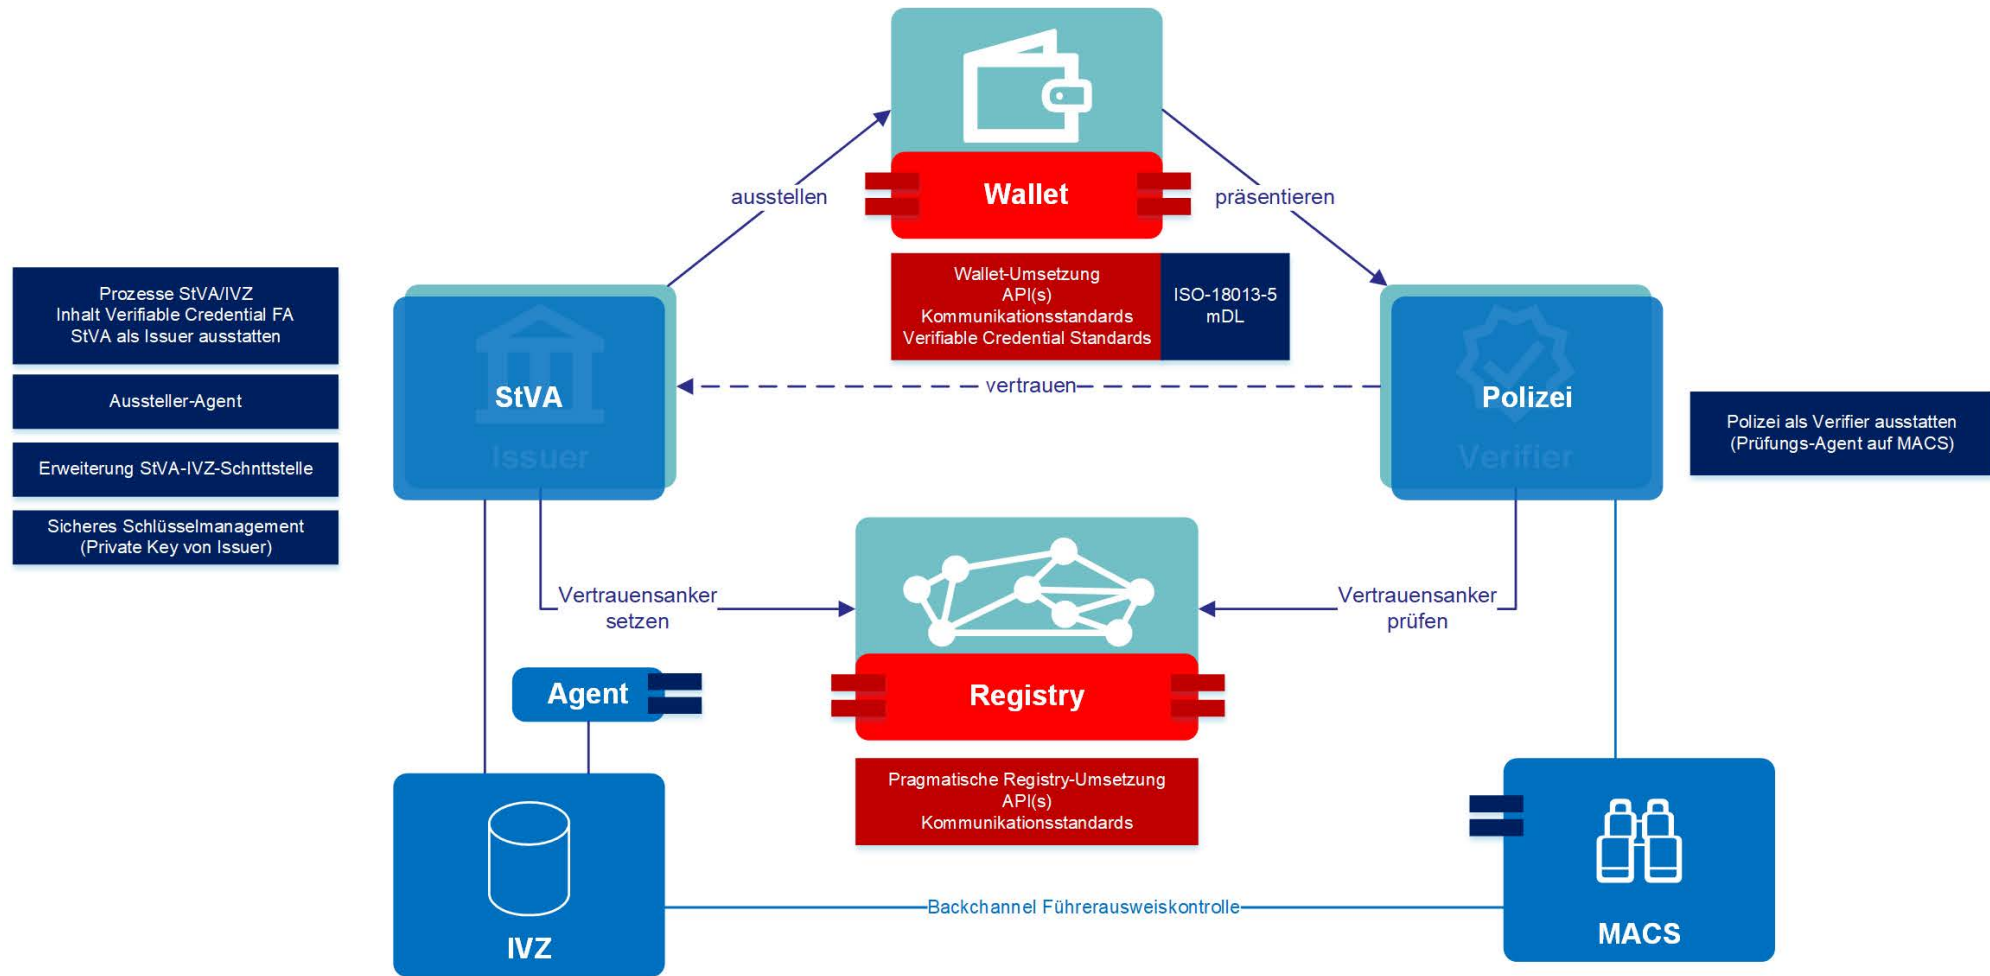 Wallet
ausstellen
präsentieren
Wallet-Umsetzung
API(s)
Kommunikationsstandards
Verifiable Credential Standards
ISO-18013-5
mDL
Prozesse StVA/IVZ
Inhalt Verifiable Credential FA
StVA als Issuer ausstatten
Aussteller-Agent
Erweiterung StVA-IVZ-Schnttstelle
Sicheres Schlüsselmanagement
(Private Key von Issuer)
StVA
Issuer
vertrauen
Polizei
Verifier
Polizei als Verifier ausstatten
(Prüfungs-Agent auf MACS)
Vertrauensanker
setzen
Vertrauensanker
prüfen
Agent
Registry
Pragmatische Registry-Umsetzung
API(s)
Kommunikationsstandards
IVZ
Backchannel Führerausweiskontrolle
MACS